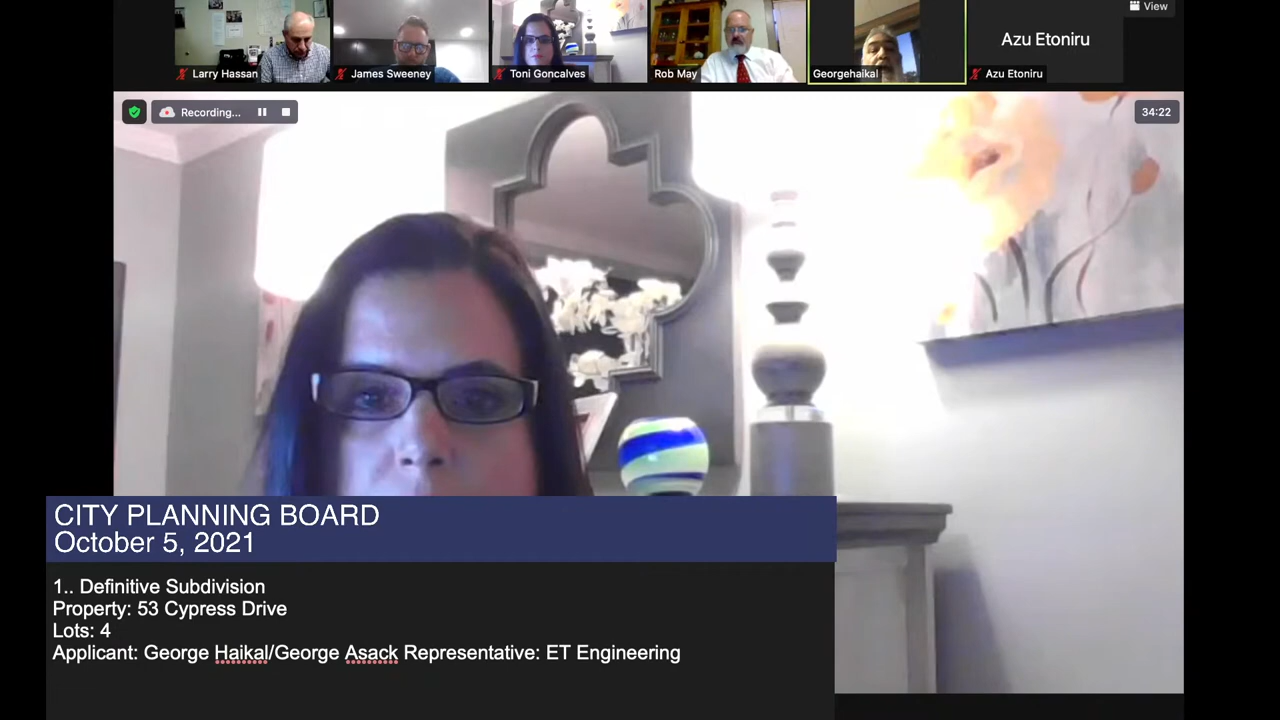 View
Azu Etoniru
Larry Hassan
James Sweeney
Toni Goncalves
Rob May
Georgehaikal
Azu Etoniru
Recording...
34:22
CITY PLANNING BOARD
October 5, 2021
1.. Definitive Subdivision
Property: 53 Cypress Drive
Lots: 4
Applicant: George Haikal/George Asack Representative: ET Engineering